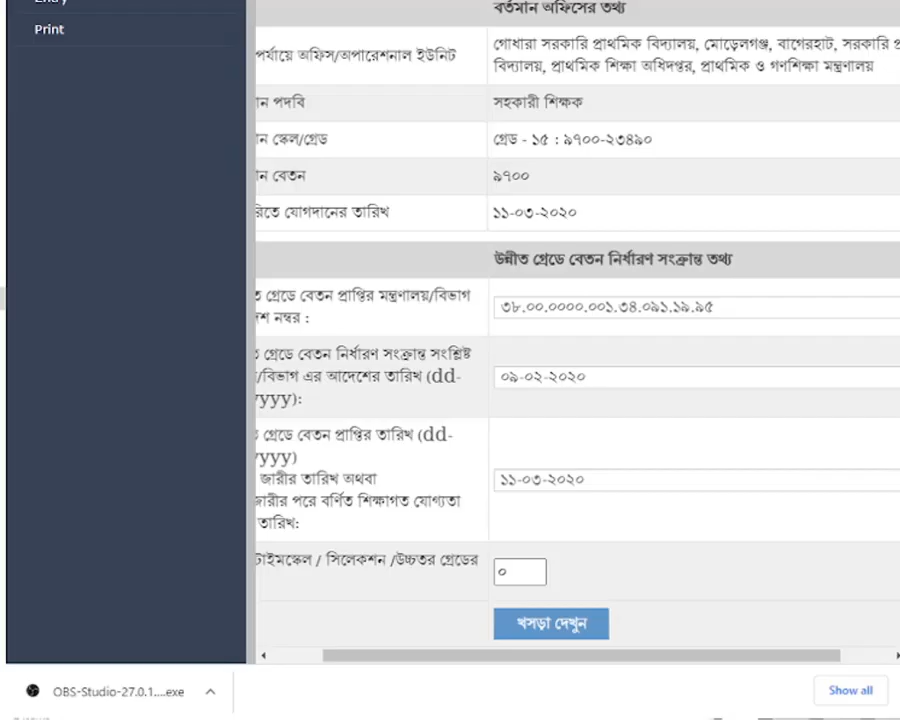 Print
বর্তমান অফিসের তথ্য
পর্যায়ে অফিস/অপারেশনাল ইউনিট
গোধারা সরকারি প্রাথমিক বিদ্যালয়, মোড়েলগঞ্জ, বাগেরহাট, সরকারি
বিদ্যালয়, প্রাথমিক শিক্ষা অধিদপ্তর, প্রাথমিক ও গণশিক্ষা মন্ত্রণালয়
পদবি
সহকারী শিক্ষক
স্কেল/গ্রেড
গ্রেড - ১৫ : ৯৭০০-২৩৪৯০
বেতন
৯৭০০
যোগদানের তারিখ
১১-০৩-২০২০
উন্নীত গ্রেডে বেতন নির্ধারণ সংক্রান্ত তথ্য
গ্রেডে বেতন প্রাপ্তির মন্ত্রণালয়/বিভাগ
নম্বর :
৩৮.০০.০০০০.০০১.৩৪.০৯১.১৯.৯৫
গ্রেডে বেতন নির্ধারণ সংক্রান্ত সংশ্লিষ্ট
/বিভাগ এর আদেশের তারিখ (dd-
yyy):
০৯-০২-২০২০
গ্রেডে বেতন প্রাপ্তির তারিখ (dd-
yyy)
জারীর তারিখ অথবা
জারীর পরে বর্ণিত শিক্ষাগত যোগ্যতা
তারিখ:
১১-০৩-২০২০
টাইমস্কেল / সিলেকশন /উচ্চতর গ্রেডের
০
খসড়া দেখুন
OBS-Studio-27.0.1....exe
Show all